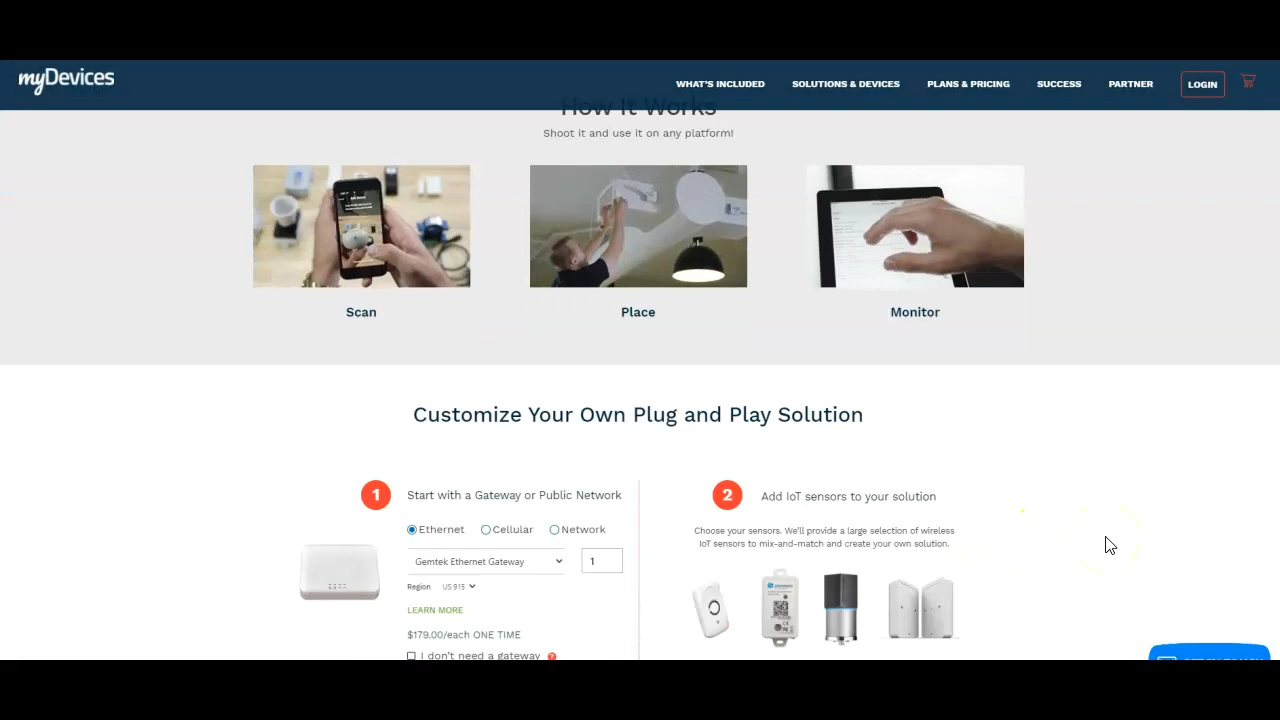 myDevices
WHAT'S INCLUDED
SOLUTIONS & DEVICES
PLANS & PRICING
SUCCESS
PARTNER
LOGIN
How It Works
Shoot it and use it on any platform!
Scan
Place
Monitor
Customize Your Own Plug and Play Solution
1
Start with a Gateway or Public Network
Ethernet
Cellular
Network
Gemtek Ethernet Gateway
1
Region
US 915
LEARN MORE
$179.00/each ONE TIME
I don't need a gateway
?
2
Add IoT sensors to your solution
Choose your sensors. We'll provide a large selection of wireless
IoT sensors to mix-and-match and create your own solution.